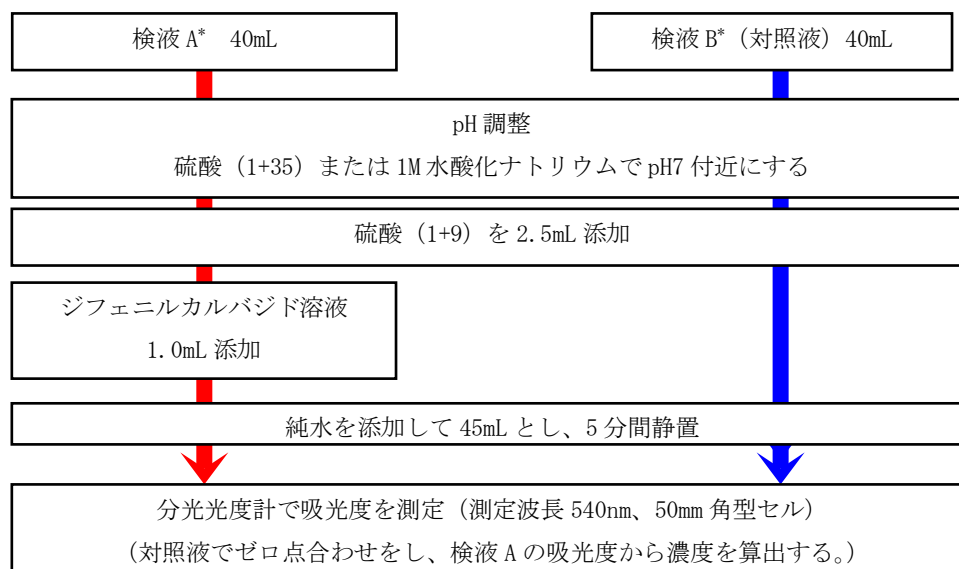 検液 A* 40mL
検液 B*（対照液）40mL
pH 調整
硫酸（1+35）または 1M 水酸化ナトリウムで pH7 付近にする
硫酸（1+9）を 2.5mL 添加
ジフェニルカルバジド溶液
1.0mL 添加
純水を添加して 45mL とし、5 分間静置
分光光度計で吸光度を測定（測定波長 540nm、50mm 角型セル）
（対照液でゼロ点合わせをし、検液 A の吸光度から濃度を算出する。）